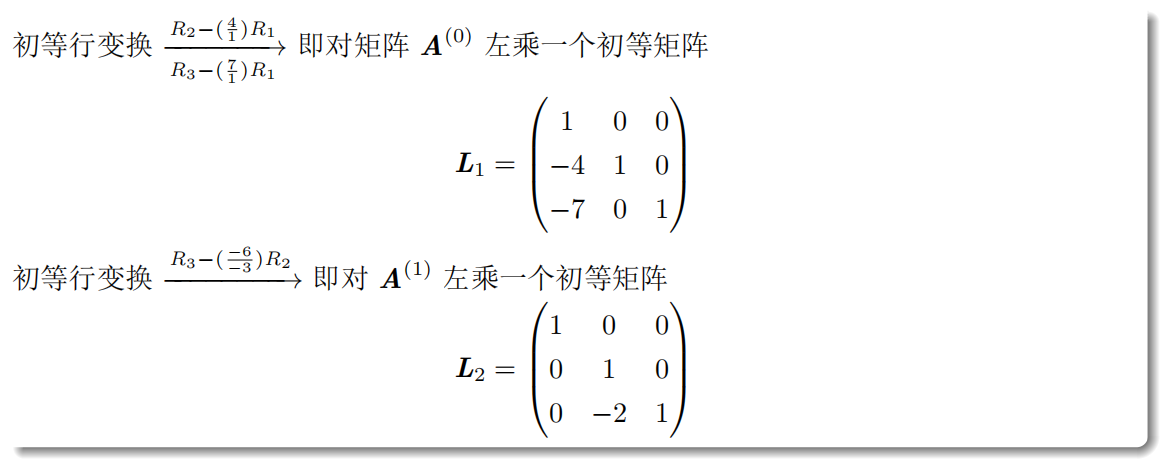 初等行变换 $\xrightarrow[R_3-(\frac{7}{1})R_1]{R_2-(\frac{4}{1})R_1}$ 即对矩阵 $\boldsymbol{A}^{(0)}$ 左乘一个初等矩阵
$\boldsymbol{L}_1 = \begin{pmatrix} 1 & 0 & 0 \\ -4 & 1 & 0 \\ -7 & 0 & 1 \end{pmatrix}$
初等行变换 $\xrightarrow{R_3-(\frac{-6}{-3})R_2}$ 即对 $\boldsymbol{A}^{(1)}$ 左乘一个初等矩阵
$\boldsymbol{L}_2 = \begin{pmatrix} 1 & 0 & 0 \\ 0 & 1 & 0 \\ 0 & -2 & 1 \end{pmatrix}$